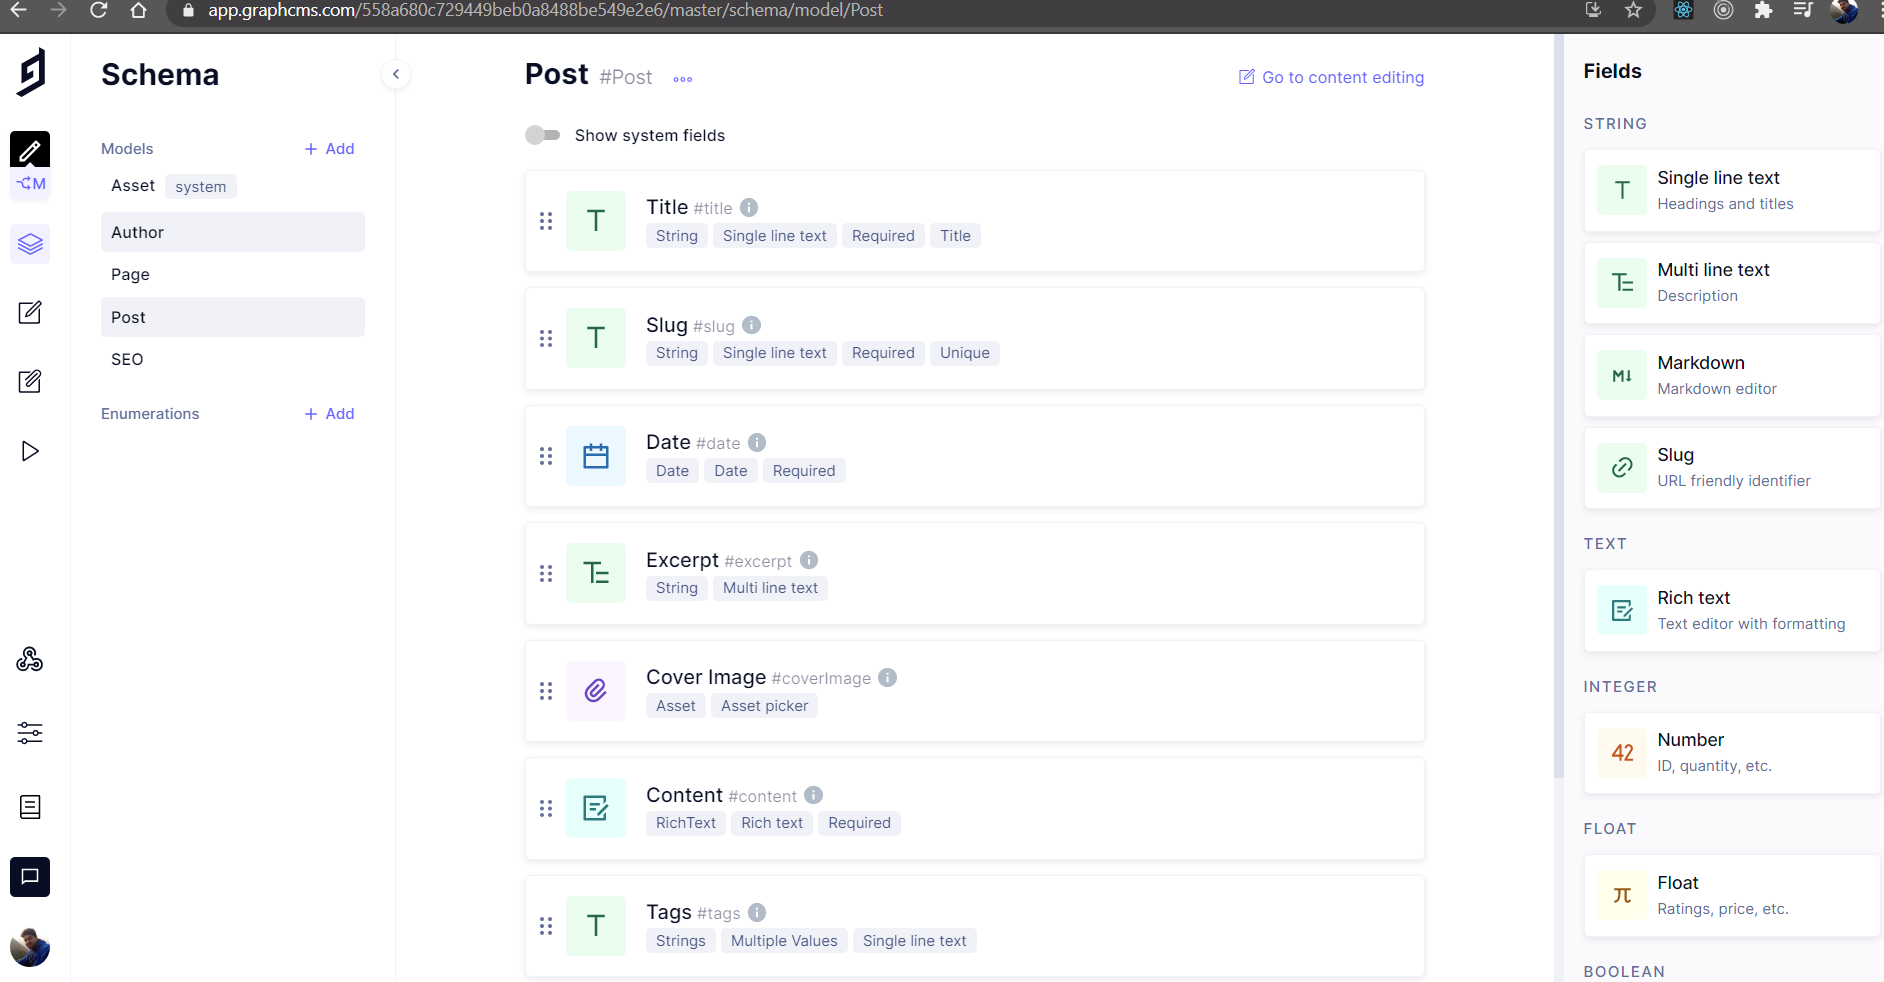 app.graphcms.com/558a680c729449beb0a8488be549e2e6/master/schema/model/Post
M
Schema
Models
+ Add
Asset system
Author
Page
Post
SEO
Enumerations
+ Add
Post #Post
Go to content editing
Show system fields
T
Title #title
String Single line text Required Title
T
Slug #slug
String Single line text Required Unique
Date #date
Date Date Required
Excerpt #excerpt
String Multi line text
Cover Image #coverImage
Asset Asset picker
Content #content
RichText Rich text Required
T
Tags #tags
Strings Multiple Values Single line text
Fields
STRING
T
Single line text
Headings and titles
Multi line text
Description
M↓
Markdown
Markdown editor
Slug
URL friendly identifier
TEXT
Rich text
Text editor with formatting
INTEGER
42
Number
ID, quantity, etc.
FLOAT
π
Float
Ratings, price, etc.
BOOLEAN